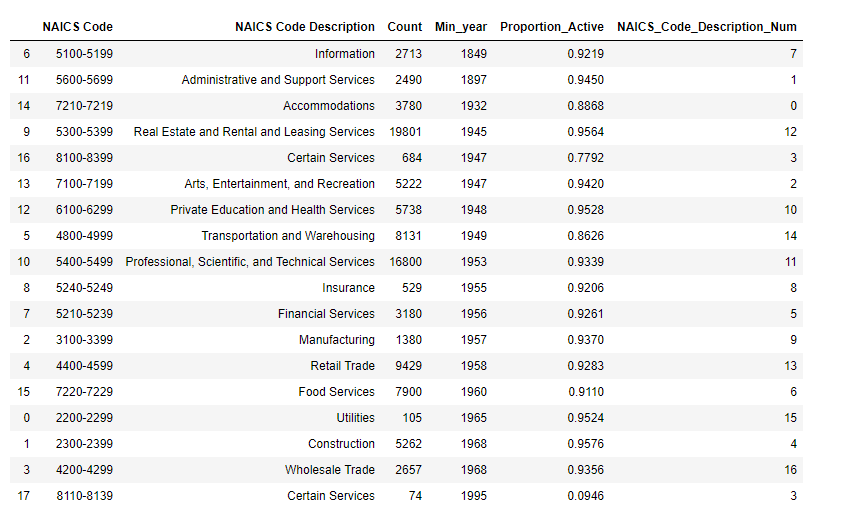 NAICS Code NAICS Code Description Count Min_year Proportion_Active NAICS_Code_Description_Num
6 5100-5199 Information 2713 1849 0.9219 7
11 5600-5699 Administrative and Support Services 2490 1897 0.9450 1
14 7210-7219 Accommodations 3780 1932 0.8868 0
9 5300-5399 Real Estate and Rental and Leasing Services 19801 1945 0.9564 12
16 8100-8399 Certain Services 684 1947 0.7792 3
13 7100-7199 Arts, Entertainment, and Recreation 5222 1947 0.9420 2
12 6100-6299 Private Education and Health Services 5738 1948 0.9528 10
5 4800-4999 Transportation and Warehousing 8131 1949 0.8626 14
10 5400-5499 Professional, Scientific, and Technical Services 16800 1953 0.9339 11
8 5240-5249 Insurance 529 1955 0.9206 8
7 5210-5239 Financial Services 3180 1956 0.9261 5
2 3100-3399 Manufacturing 1380 1957 0.9370 9
4 4400-4599 Retail Trade 9429 1958 0.9283 13
15 7220-7229 Food Services 7900 1960 0.9110 6
0 2200-2299 Utilities 105 1965 0.9524 15
1 2300-2399 Construction 5262 1968 0.9576 4
3 4200-4299 Wholesale Trade 2657 1968 0.9356 16
17 8110-8139 Certain Services 74 1995 0.0946 3